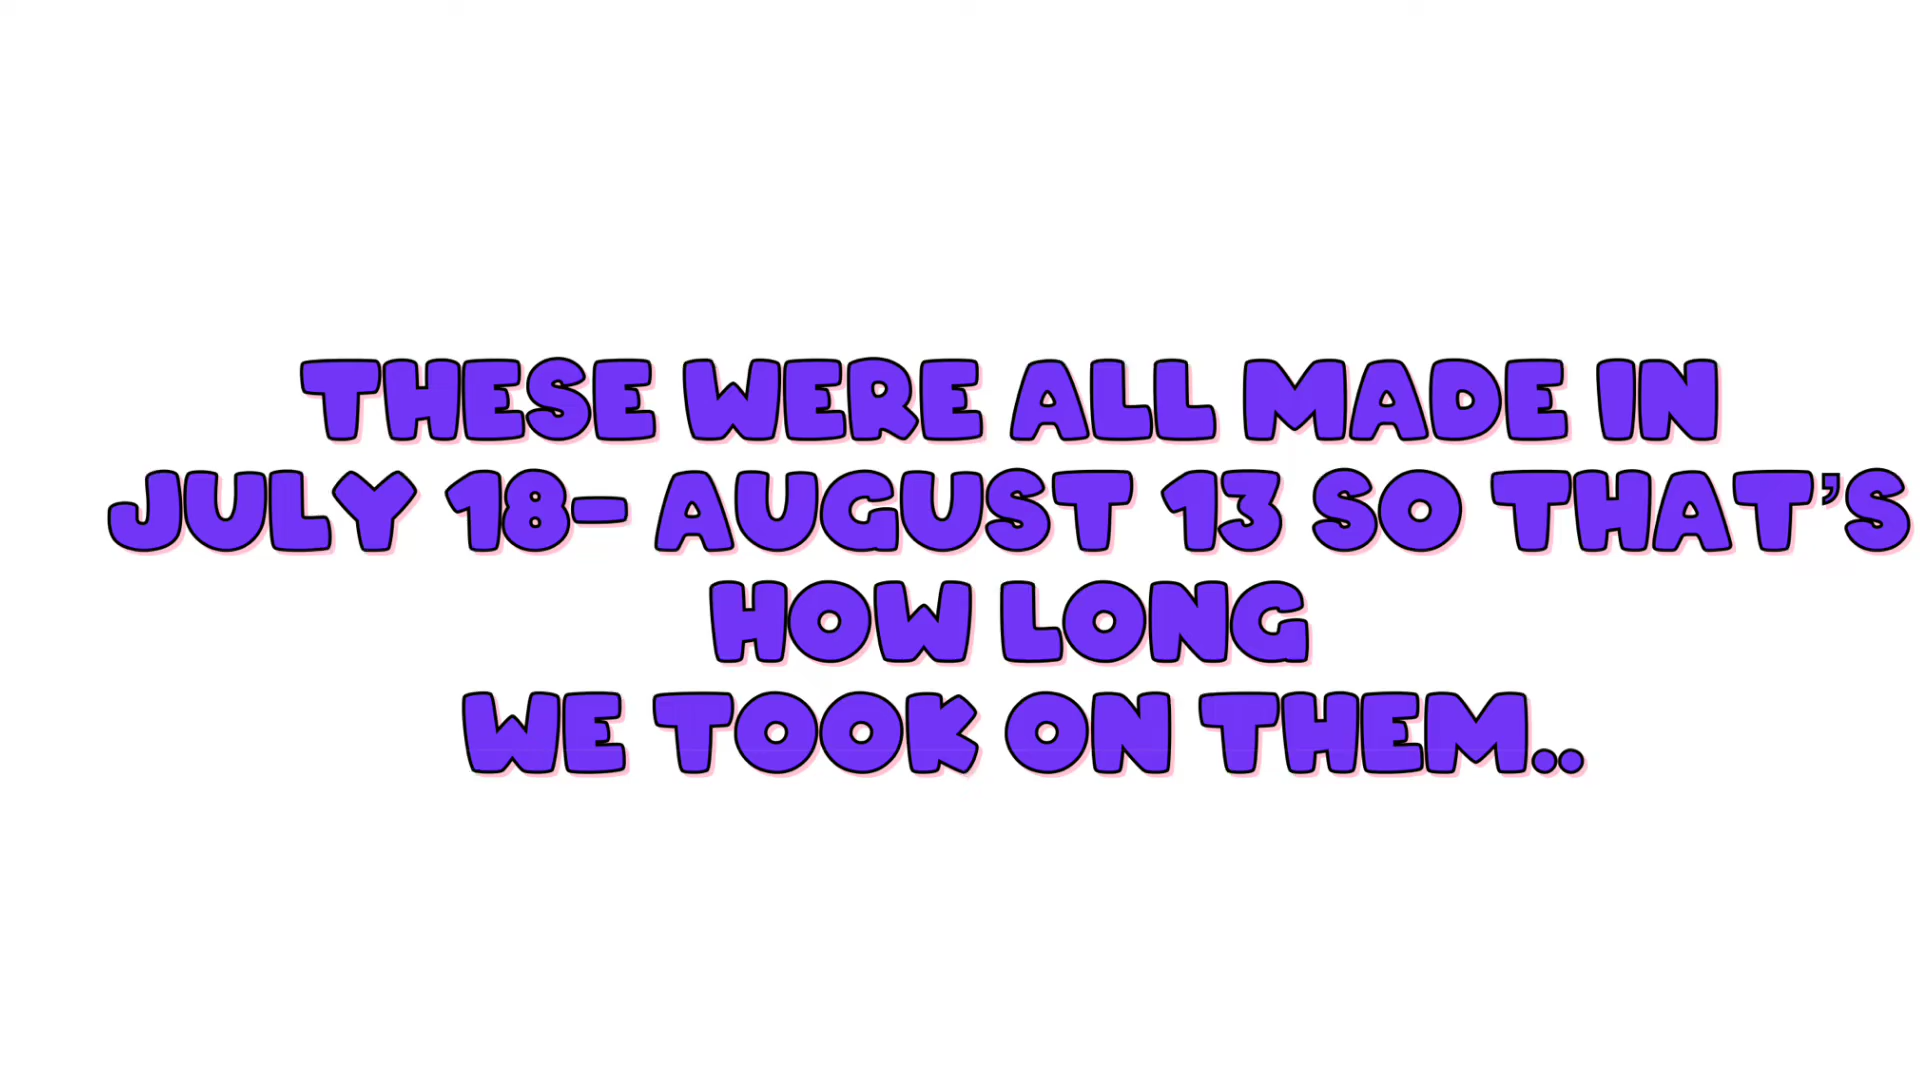 THESE WERE ALL MADE IN
JULY 18- AUGUST 13 SO THAT'S
HOW LONG
WE TOOK ON THEM..